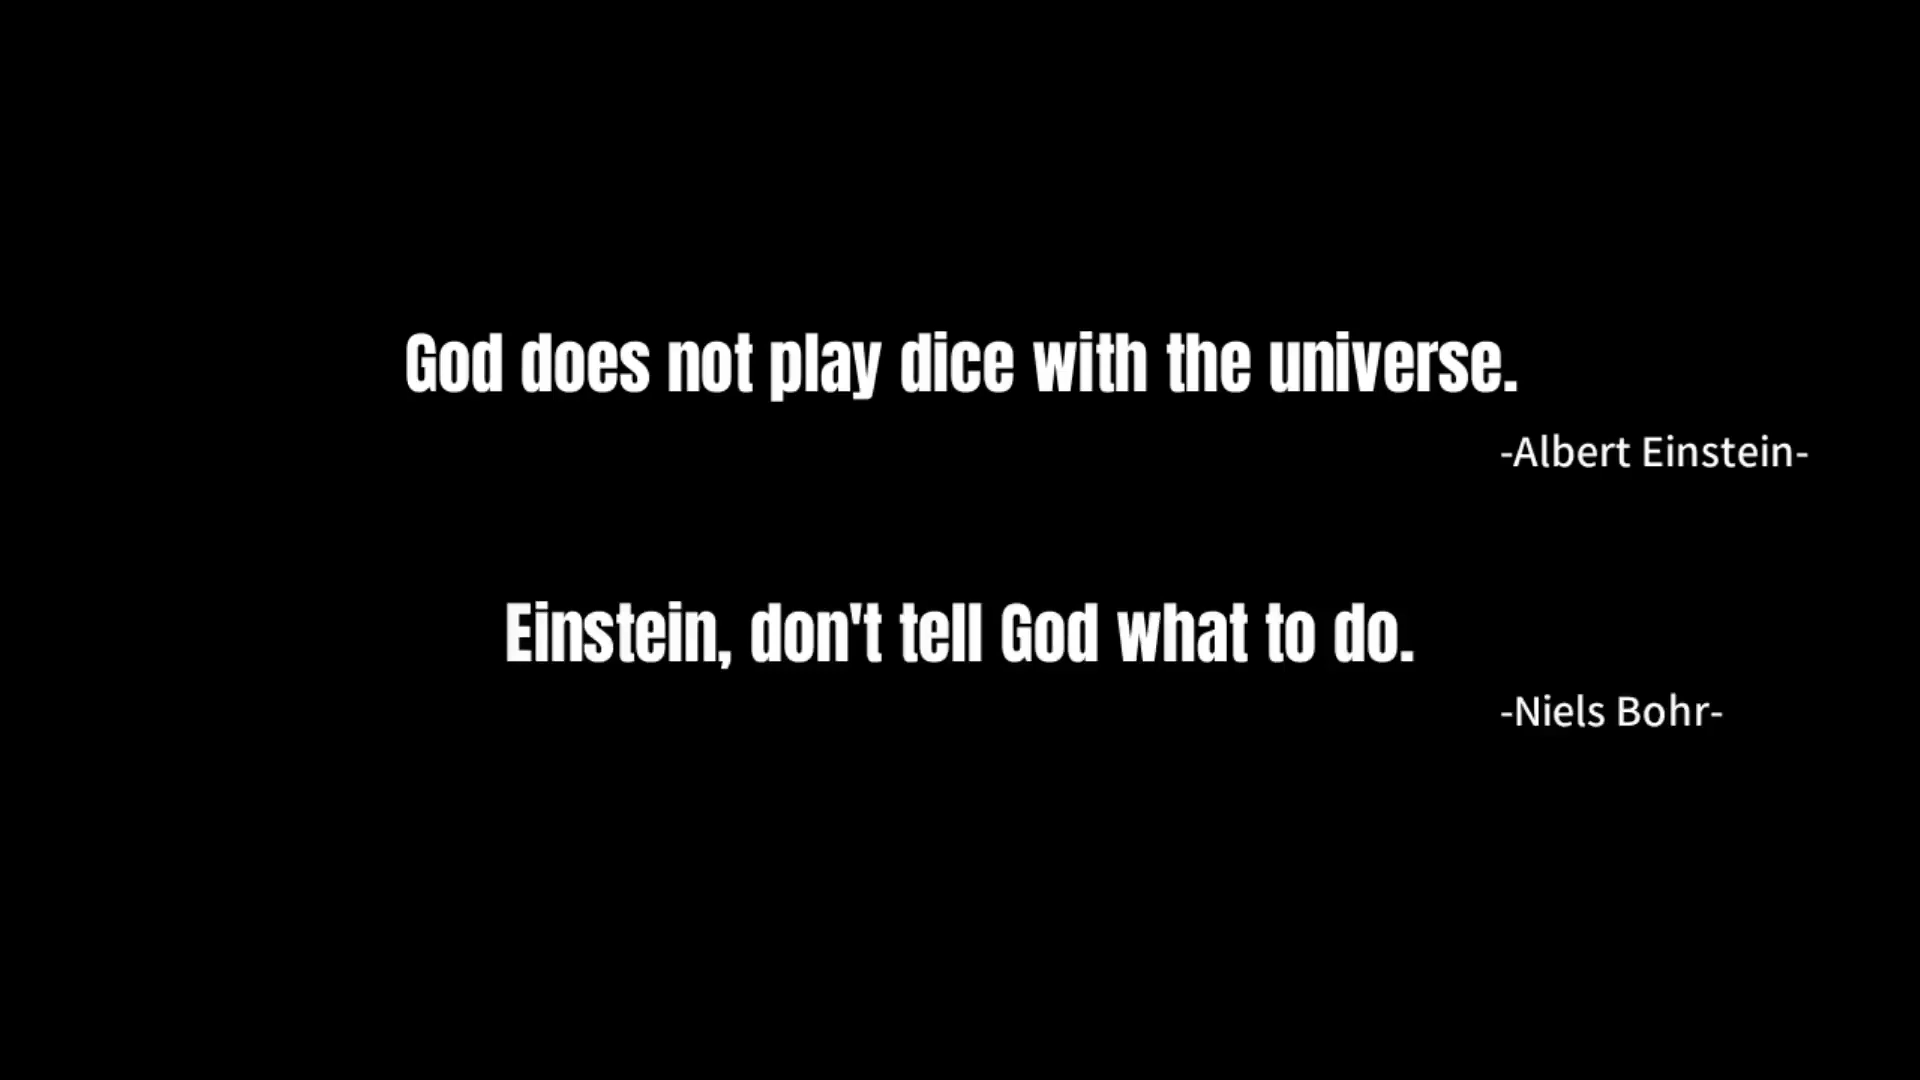 God does not play dice with the universe.
-Albert Einstein-
Einstein, don't tell God what to do.
-Niels Bohr-